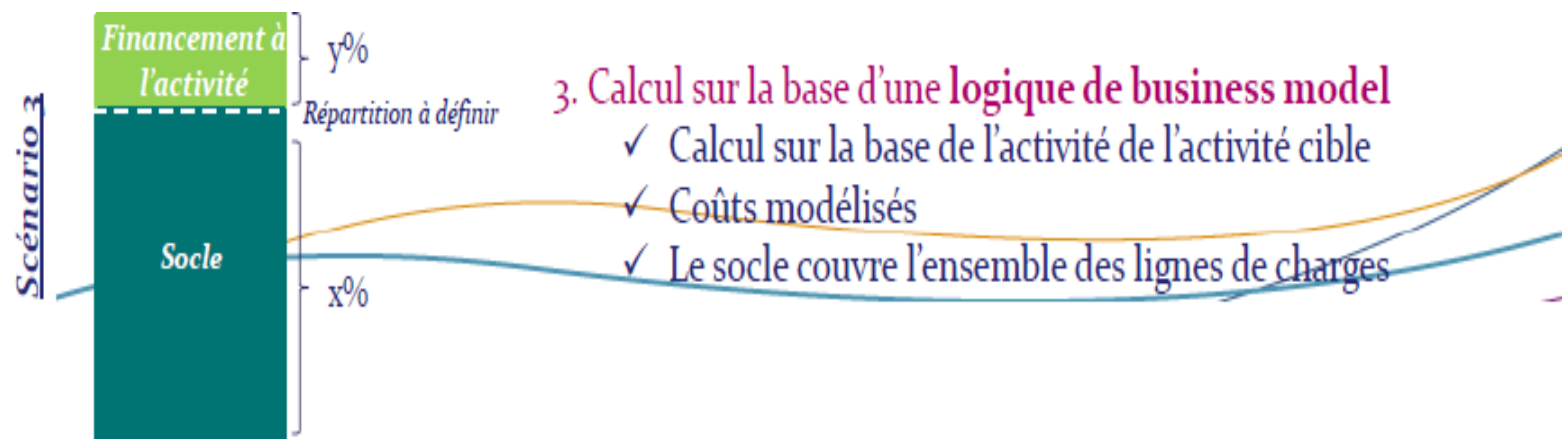 Scénario 3
Financement à
l'activité
y%
Répartition à définir
Socle
x%
3. Calcul sur la base d'une logique de business model
✓ Calcul sur la base de l'activité de l'activité cible
✓ Coûts modélisés
✓ Le socle couvre l'ensemble des lignes de charges